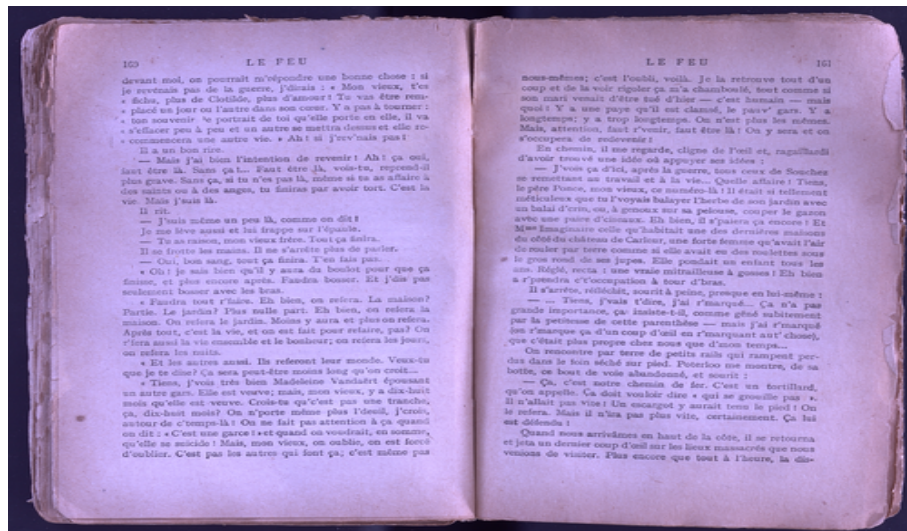 160
LE FEU
devant moi, on pourrait m'répondre une bonne chose : si
je revenais pas de la guerre, j'dirais : « Mon vieux, t'es
« fichu, plus de Clotilde, plus d'amour ! Tu vas être rem-
« placé un jour ou l'autre dans son cœur. Y a pas à tourner :
« ton souvenir, le portrait de toi qu'elle porte en elle, il va
« s'effacer peu à peu et un autre se mettra dessus et elle re-
« commencera une autre vie. » Ah ! si j'rev'nais pas !
Il a un bon rire.
— Mais j'ai bien l'intention de revenir ! Ah ! ça oui,
faut être là. Sans ça !... Faut être là, vois-tu, reprend-il
plus grave. Sans ça, si tu n'es pas là, même si tu as affaire à
des saints ou à des anges, tu finiras par avoir tort. C'est la
vie. Mais j'suis là.
Il rit.
— J'suis même un peu là, comme on dit !
Je me lève aussi et lui frappe sur l'épaule.
— Tu as raison, mon vieux frère. Tout ça finira.
Il se frotte les mains. Il ne s'arrête plus de parler.
— Oui, bon sang, tout ça finira. T'en fais pas.
« Oh ! je sais bien qu'il y aura du boulot pour que ça
finisse, et plus encore après. Faudra bosser. Et j'dis pas
seulement bosser avec les bras.
« Faudra tout r'faire. Eh bien, on refera. La maison ?
Partie. Le jardin ? Plus nulle part. Eh bien, on refera la
maison. On refera le jardin. Moins y aura et plus on refera.
Après tout, c'est la vie, et on est fait pour refaire, pas ? On
r'fera aussi la vie ensemble et le bonheur ; on refera les jours,
on refera les nuits.
« Et les autres aussi. Ils referont leur monde. Veux-tu
que je te dise ? Ça sera peut-être moins long qu'on croit...
« Tiens, j'vois très bien Madeleine Vandaërt épousant
un autre gars. Elle est veuve ; mais, mon vieux, y a dix-huit
mois qu'elle est veuve. Crois-tu qu'c'est pas une tranche,
ça, dix-huit mois ? On n'porte même plus l'deuil, j'crois,
autour de c'temps-là ! On ne fait pas attention à ça quand
on dit : « C'est une garce ! » et quand on voudrait, en somme,
qu'elle se suicide ! Mais, mon vieux, on oublie, on est forcé
d'oublier. C'est pas les autres qui font ça ; c'est même pas
LE FEU
161
nous-mêmes ; c'est l'oubli, voilà. Je la retrouve tout d'un
coup et de la voir rigoler ça m'a chamboulé, tout comme si
son mari venait d'être tué d'hier — c'est humain — mais
quoi ! Y a une paye qu'il est clamsé, le pauv' gars. Y a
longtemps ; y a trop longtemps. On n'est plus les mêmes.
Mais, attention, faut r'venir, faut être là ! On y sera et on
s'occupera de redevenir !
En chemin, il me regarde, cligne de l'œil et, ragaillardi
d'avoir trouvé une idée où appuyer ses idées :
— J'vois ça d'ici, après la guerre, tous ceux de Souchez
se remettant au travail et à la vie... Quelle affaire ! Tiens,
le père Ponce, mon vieux, ce numéro-là ! Il était si tellement
méticuleux que tu l'voyais balayer l'herbe de son jardin avec
un balai d'crin, ou, à genoux sur sa pelouse, couper le gazon
avec une paire d'ciseaux. Eh bien, il s'paiera ça encore ! Et
Mme Imaginaire celle qu'habitait une des dernières maisons
du côté du château de Carleul, une forte femme qu'avait l'air
de rouler par terre comme si elle avait eu des roulettes sous
le gros rond de ses jupes. Elle pondait un enfant tous les
ans. Réglé, recta : une vraie mitrailleuse à gosses ! Eh bien
a r'prendra c't'occupation à tour d'bras.
Il s'arrête, réfléchit, sourit à peine, presque en lui-même :
— ... Tiens, j'vais t'dire, j'ai r'marqué... Ça n'a pas
grande importance, ça, insiste-t-il, comme gêné subitement
par la petitesse de cette parenthèse — mais j'ai r'marqué
(on r'marque ça d'un coup d'œil en r'marquant aut' chose),
que c'était plus propre chez nous que d'mon temps...
On rencontre par terre de petits rails qui rampent per-
dus dans le foin séché sur pied. Poterloo me montre, de sa
botte, ce bout de voie abandonné, et sourit :
— Ça, c'est notre chemin de fer. C'est un tortillard,
qu'on appelle. Ça doit vouloir dire « qui se grouille pas ».
Il n'allait pas vite ! Un escargot y aurait tenu le pied ! On
le refera. Mais il n'ira pas plus vite, certainement. Ça lui
est défendu !
Quand nous arrivâmes en haut de la côte, il se retourna
et jeta un dernier coup d'œil sur les lieux massacrés que nous
venions de visiter. Plus encore que tout à l'heure, la dis-